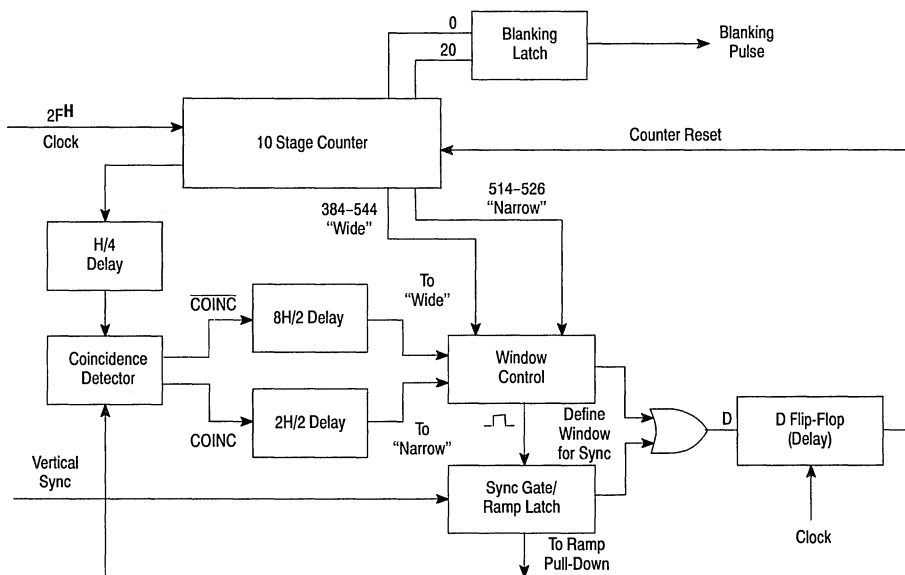 0
20
Blanking
Latch
Blanking
Pulse
2FH
Clock
10 Stage Counter
Counter Reset
384–544
"Wide"
514–526
"Narrow"
H/4
Delay
To
"Wide"
COINC
8H/2 Delay
Coincidence
Detector
Window
Control
COINC
2H/2 Delay
To
"Narrow"
Define
Window
for Sync
D
D Flip-Flop
(Delay)
Vertical
Sync
Sync Gate/
Ramp Latch
Clock
To Ramp
Pull-Down